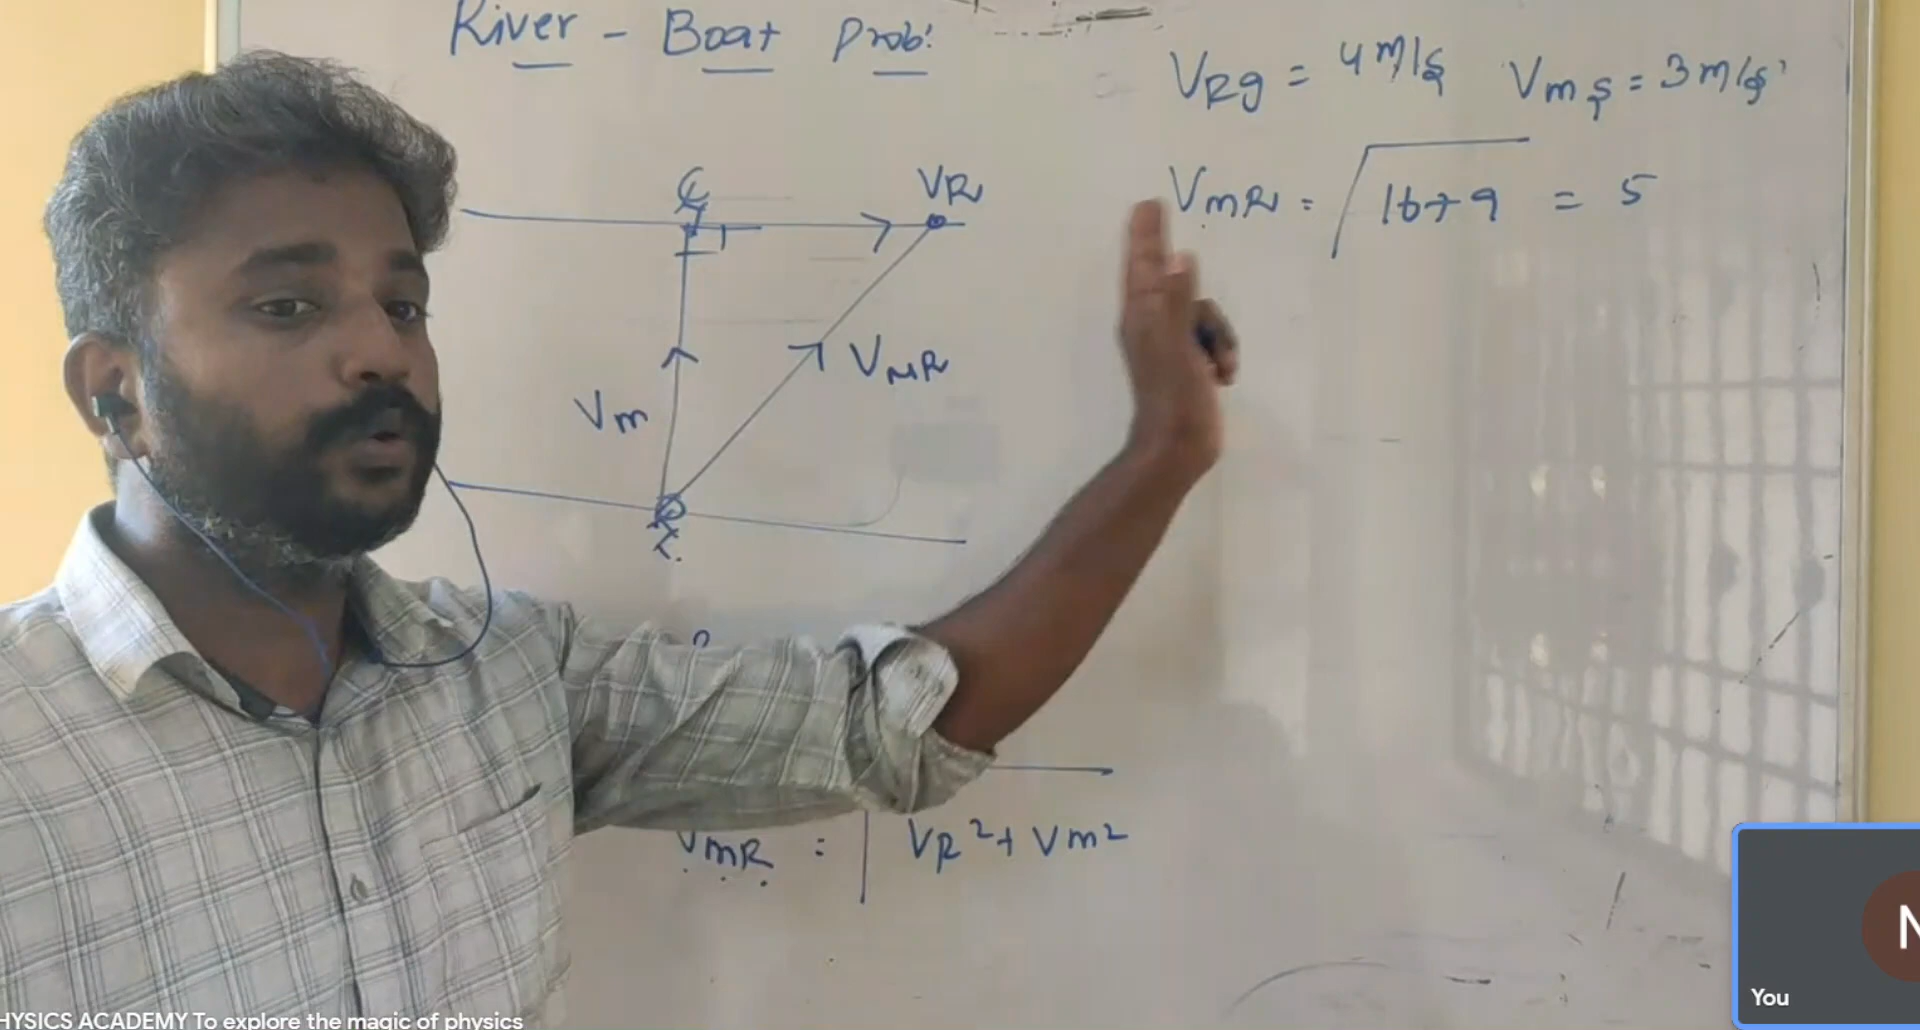 River - Boat Prob:
VRg = 4 m/s Vmg = 3 m/s
VmR = √16+9 = 5
VR
Vm
VMR
VmR = √VR²+Vm²
HYSICS ACADEMY To explore the magic of physics
You
N